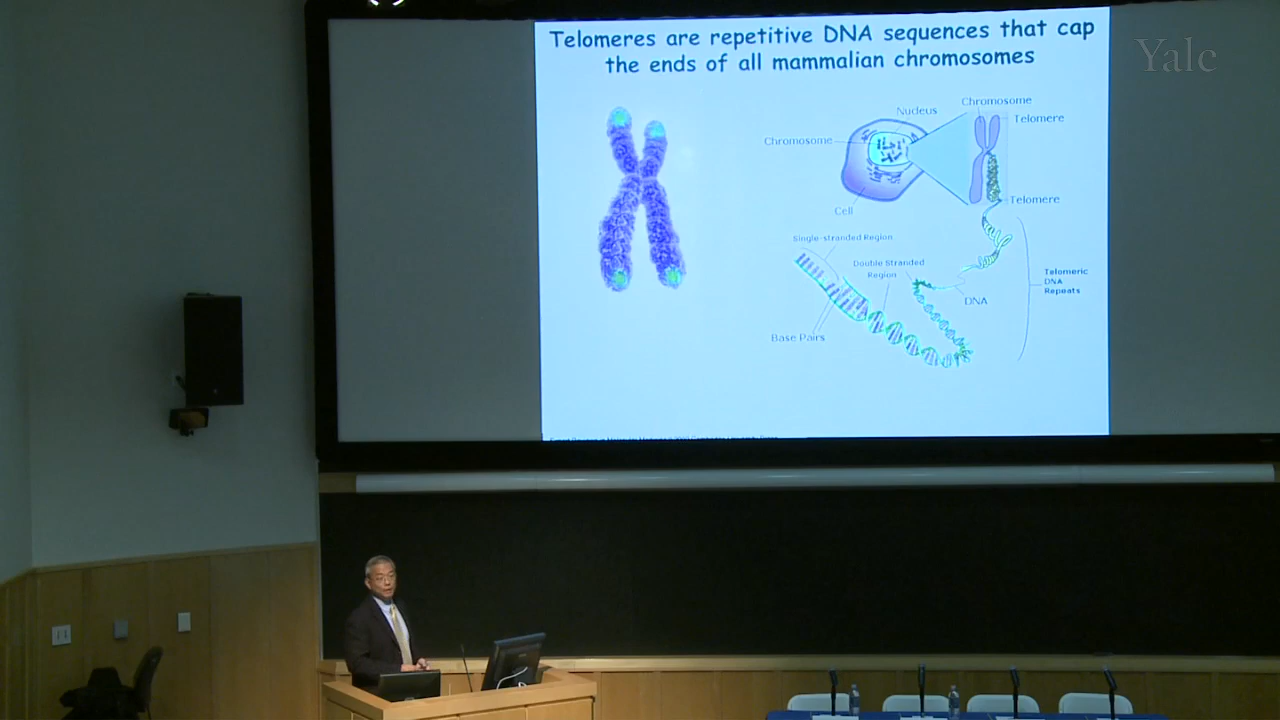 Telomeres are repetitive DNA sequences that cap
the ends of all mammalian chromosomes
Yale
Nucleus
Chromosome
Telomere
Chromosome
Cell
Telomere
Single-stranded Region
Double Stranded
Region
Telomeric
DNA
Repeats
DNA
Base Pairs